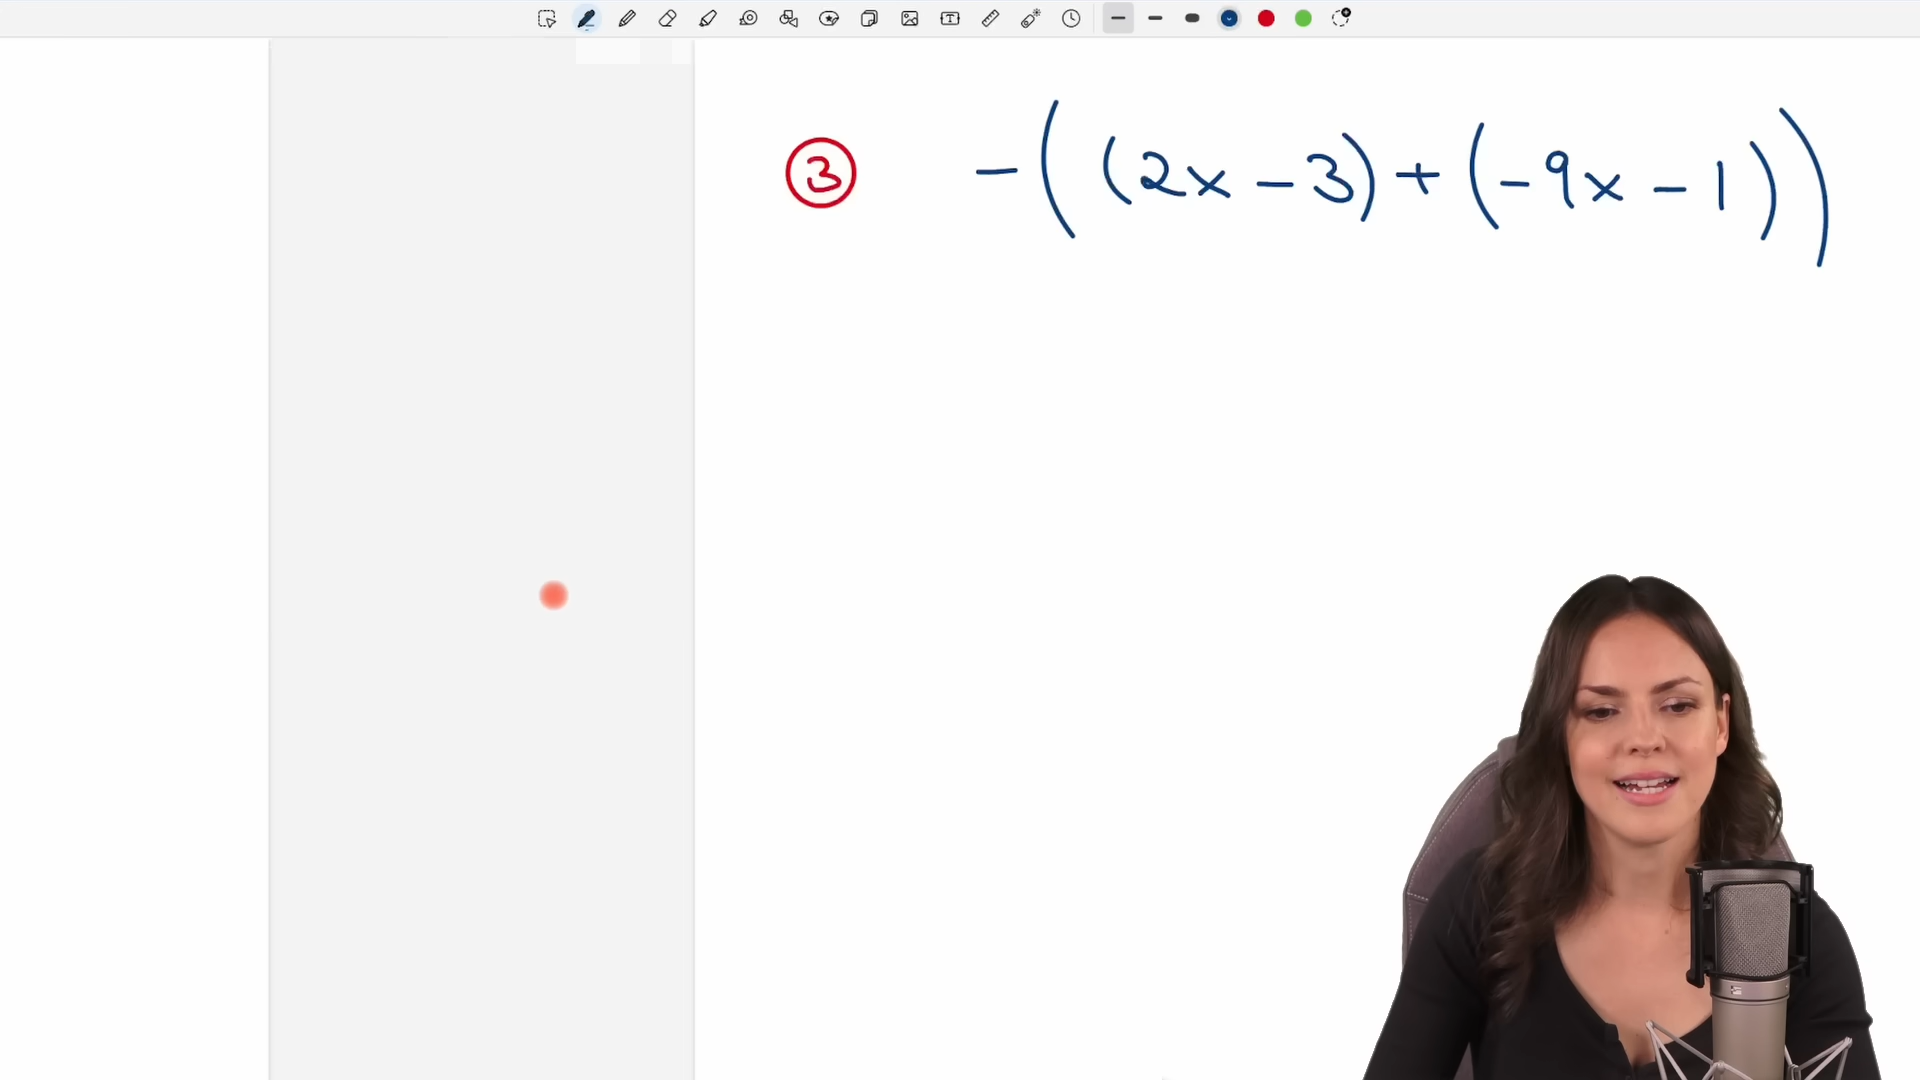 ③ - ( (2x - 3) + (-9x - 1) )